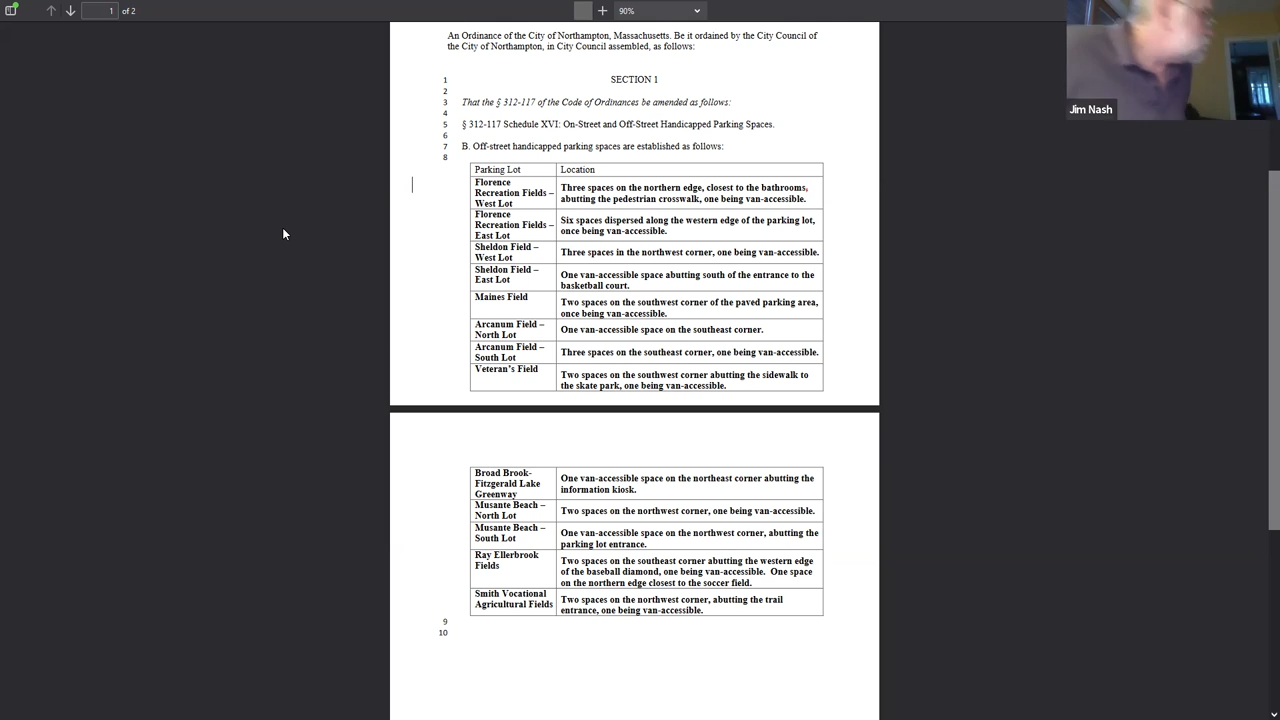 1 of 2
90%
An Ordinance of the City of Northampton, Massachusetts. Be it ordained by the City Council of
the City of Northampton, in City Council assembled, as follows:
1 SECTION 1
2
3 That the § 312-117 of the Code of Ordinances be amended as follows:
4
5 § 312-117 Schedule XVI: On-Street and Off-Street Handicapped Parking Spaces.
6
7 B. Off-street handicapped parking spaces are established as follows:
8
Parking Lot Location
Florence
Recreation Fields –
West Lot
Three spaces on the northern edge, closest to the bathrooms,
abutting the pedestrian crosswalk, one being van-accessible.
Florence
Recreation Fields –
East Lot
Six spaces dispersed along the western edge of the parking lot,
once being van-accessible.
Sheldon Field –
West Lot
Three spaces in the northwest corner, one being van-accessible.
Sheldon Field –
East Lot
One van-accessible space abutting south of the entrance to the
basketball court.
Maines Field
Two spaces on the southwest corner of the paved parking area,
once being van-accessible.
Arcanum Field –
North Lot
One van-accessible space on the southeast corner.
Arcanum Field –
South Lot
Three spaces on the southeast corner, one being van-accessible.
Veteran's Field
Two spaces on the southwest corner abutting the sidewalk to
the skate park, one being van-accessible.
Broad Brook-
Fitzgerald Lake
Greenway
One van-accessible space on the northeast corner abutting the
information kiosk.
Musante Beach –
North Lot
Two spaces on the northwest corner, one being van-accessible.
Musante Beach –
South Lot
One van-accessible space on the northwest corner, abutting the
parking lot entrance.
Ray Ellerbrook
Fields
Two spaces on the southeast corner abutting the western edge
of the baseball diamond, one being van-accessible. One space
on the northern edge closest to the soccer field.
Smith Vocational
Agricultural Fields
Two spaces on the northwest corner, abutting the trail
entrance, one being van-accessible.
9
10
Jim Nash